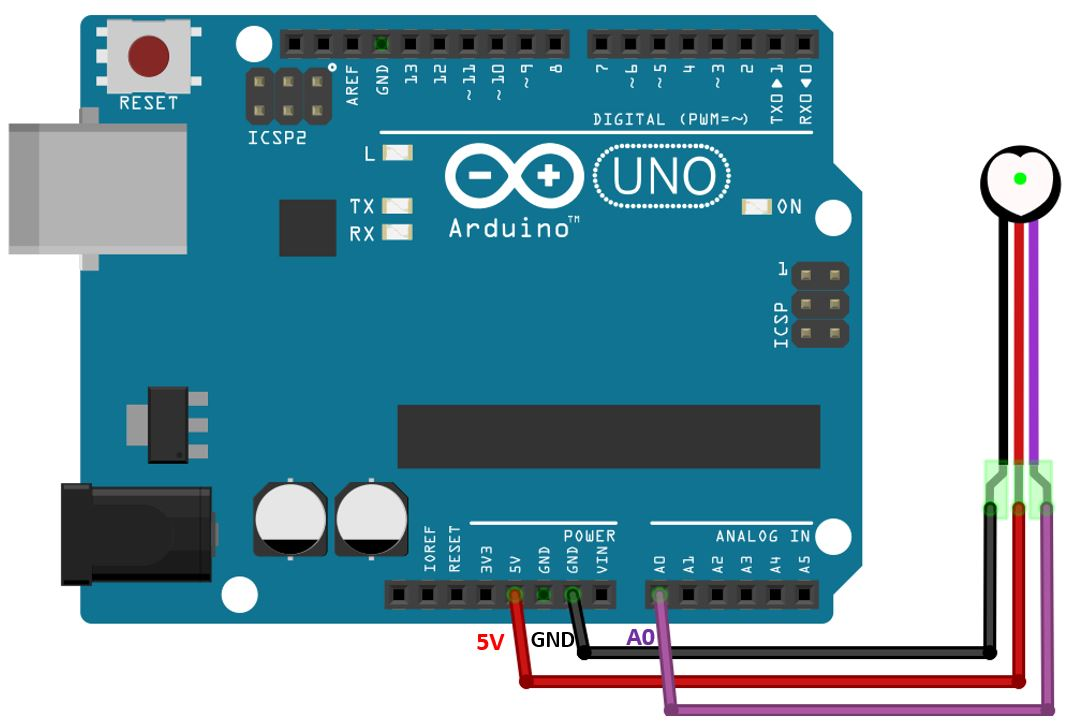 RESET
ICSP2
AREF
GND
13
12
~11
~10
~9
8
7
~6
~5
4
~3
2
TX0▶1
RX0◀0
DIGITAL (PWM=~)
L
TX
RX
Arduino™
UNO
ON
1
ICSP
POWER
ANALOG IN
IOREF
RESET
3V3
5V
GND
GND
VIN
A0
A1
A2
A3
A4
A5
5V
GND
A0